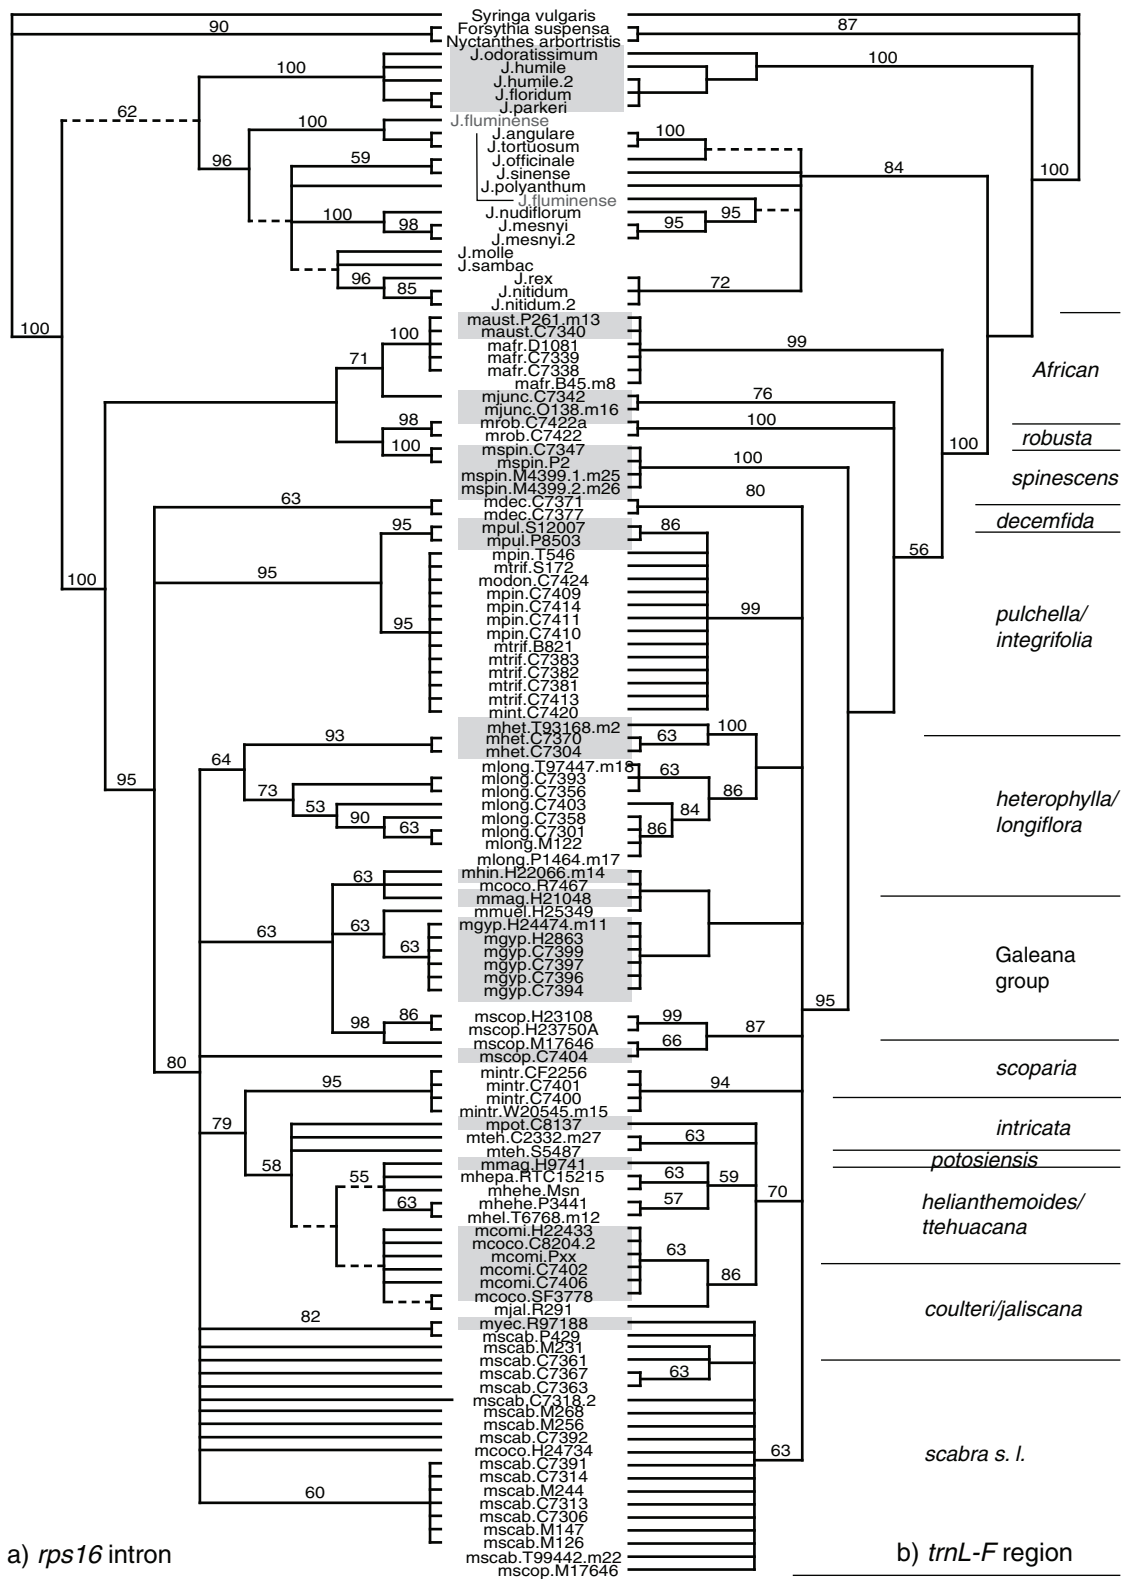 Syringa vulgaris
90
Forsythia suspensa
87
Nyctanthes arbortristis
J.odoratissimum
100
100
J.humile
J.humile.2
J.floridum
J.parkeri
62
J.fluminense
100
J.angulare
100
J.tortuosum
96
59
J.officinale
84
100
J.sinense
J.polyanthum
J.fluminense
100
J.nudiflorum
95
98
J.mesnyi
95
J.mesnyi.2
J.molle
J.sambac
96
J.rex
72
85
J.nitidum
J.nitidum.2
100
maust.P261.m13
100
maust.C7340
mafr.D1081
99
71
mafr.C7339
mafr.C7338
African
mafr.B45.m8
mjunc.C7342
76
mjunc.O138.m16
98
mrob.C7422a
100
mrob.C7422
robusta
100
mspin.C7347
100
mspin.P2
100
mspin.M4399.1.m25
spinescens
mspin.M4399.2.m26
63
mdec.C7371
80
mdec.C7377
decemfida
95
mpul.S12007
86
mpul.P8503
56
mpin.T546
mtrif.S172
100
95
modon.C7424
mpin.C7409
mpin.C7414
99
pulchella/
mpin.C7411
95
mpin.C7410
integrifolia
mtrif.B821
mtrif.C7383
mtrif.C7382
mtrif.C7381
mtrif.C7413
mint.C7420
mhet.T93168.m2
100
93
mhet.C7370
63
mhet.C7304
64
mlong.T97447.m18
63
95
mlong.C7393
73
mlong.C7356
86
heterophylla/
53
mlong.C7403
84
longiflora
90
mlong.C7358
63
mlong.C7301
86
mlong.M122
mlong.P1464.m17
mhin.H22066.m14
63
mcoco.R7467
mmag.H21048
mmuel.H25349
63
63
mgyp.H24474.m11
63
mgyp.H2863
mgyp.C7399
Galeana
mgyp.C7397
group
mgyp.C7396
mgyp.C7394
95
86
mscop.H23108
99
98
mscop.H23750A
87
mscop.M17646
66
80
mscop.C7404
scoparia
mintr.CF2256
95
mintr.C7401
94
mintr.C7400
mintr.W20545.m15
79
mpot.C8137
intricata
mteh.C2332.m27
63
mteh.S5487
58
mmag.H9741
potosiensis
55
mhepa.RTC15215
63
59
mhehe.Msn
70
63
mhehe.P3441
57
helianthemoides/
mhel.T6768.m12
ttehuacana
mcomi.H22433
mcoco.C8204.2
63
mcomi.Pxx
mcomi.C7402
86
mcomi.C7406
mcoco.SF3778
mjal.R291
coulteri/jaliscana
82
myec.R97188
mscab.P429
mscab.M231
mscab.C7361
mscab.C7367
63
mscab.C7363
mscab.C7318.2
mscab.M268
mscab.M256
mscab.C7392
mcoco.H24734
63
scabra s. l.
mscab.C7391
mscab.C7314
60
mscab.M244
mscab.C7313
mscab.C7306
mscab.M147
mscab.M126
mscab.T99442.m22
mscop.M17646
a) rps16 intron
b) trnL-F region